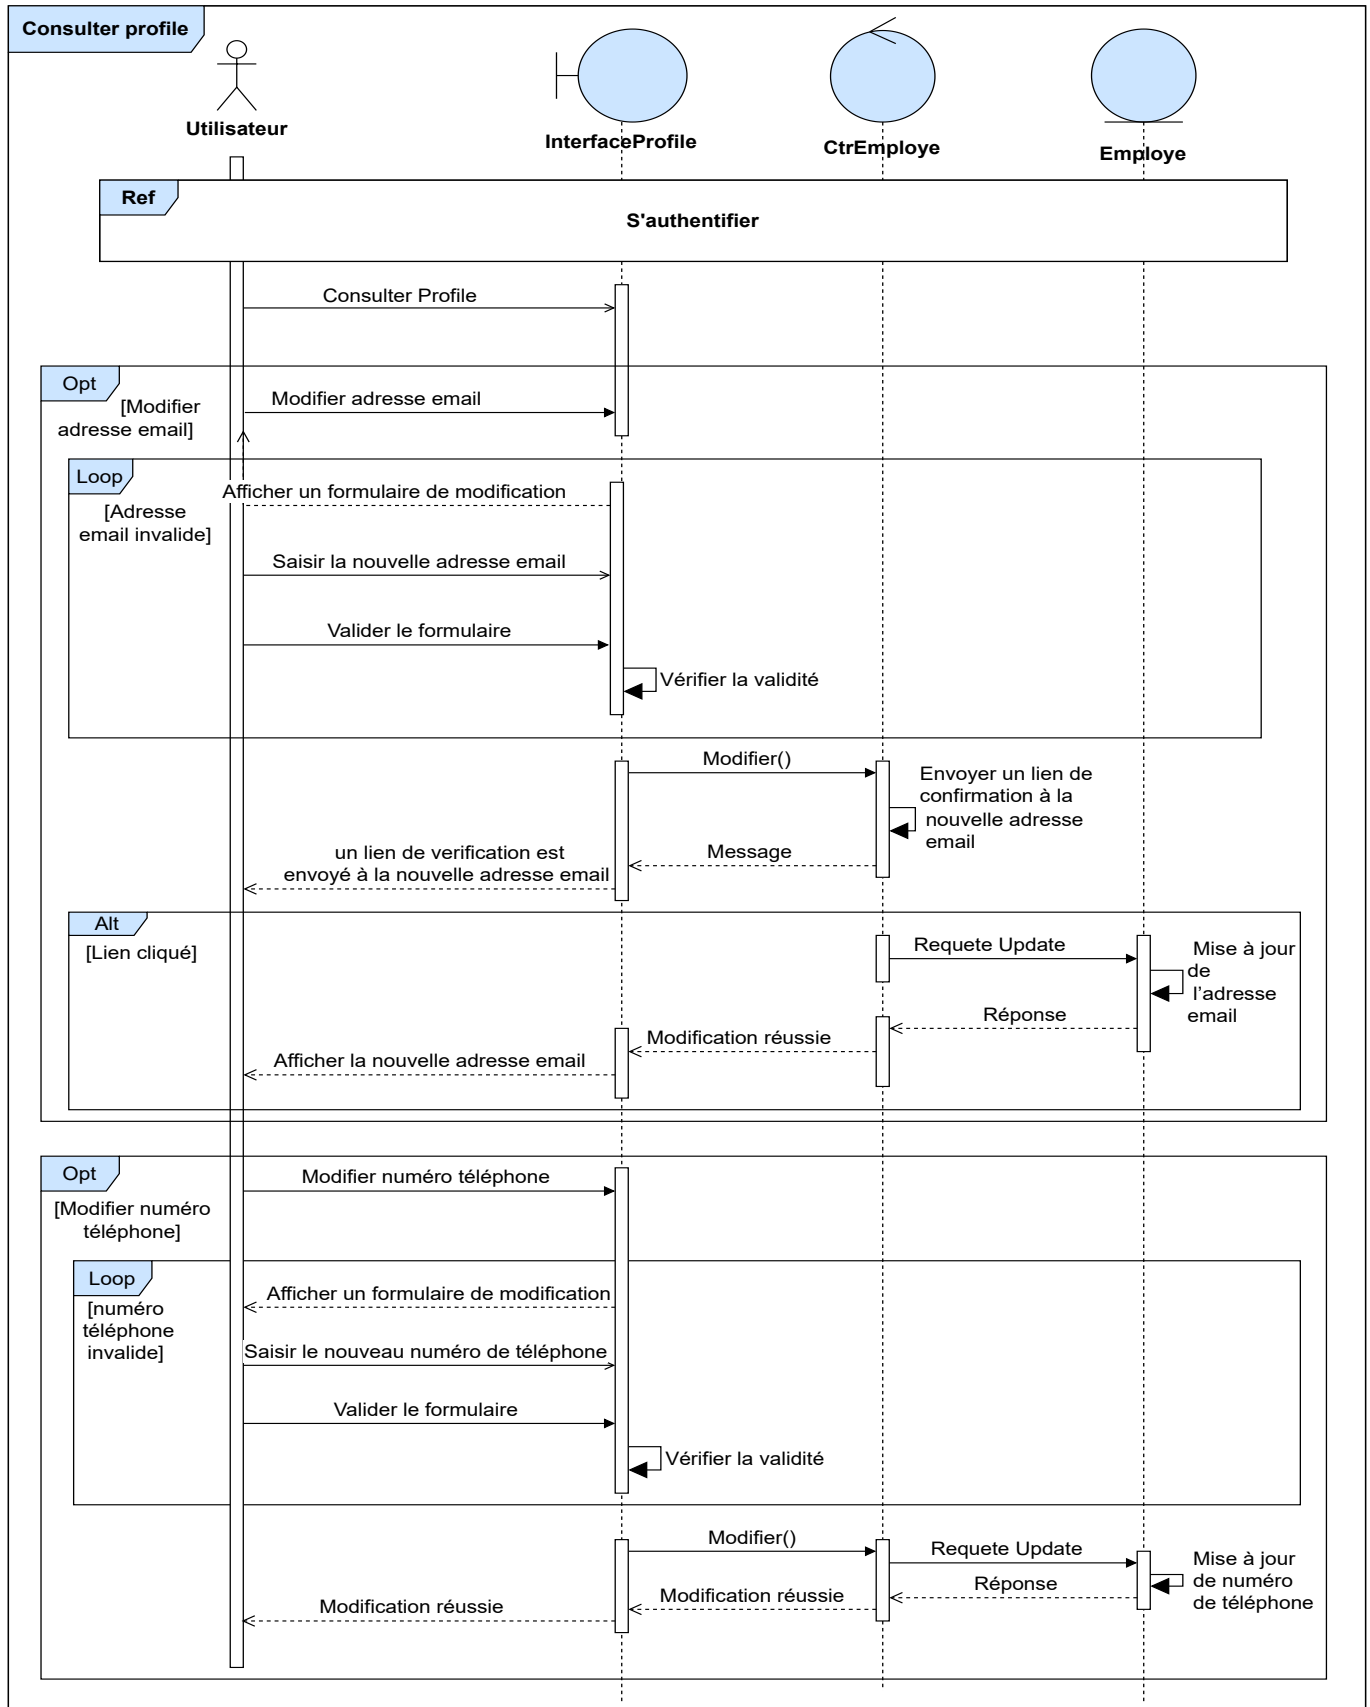 Consulter profile
Utilisateur
InterfaceProfile
CtrEmploye
Employe
Ref
S'authentifier
Consulter Profile
Opt
[Modifier
adresse email]
Modifier adresse email
Loop
[Adresse
email invalide]
Afficher un formulaire de modification
Saisir la nouvelle adresse email
Valider le formulaire
Vérifier la validité
Modifier()
Envoyer un lien de
confirmation à la
nouvelle adresse
email
Message
un lien de verification est
envoyé à la nouvelle adresse email
Alt
[Lien cliqué]
Requete Update
Mise à jour
de
l'adresse
email
Réponse
Modification réussie
Afficher la nouvelle adresse email
Opt
[Modifier numéro
téléphone]
Modifier numéro téléphone
Loop
[numéro
téléphone
invalide]
Afficher un formulaire de modification
Saisir le nouveau numéro de téléphone
Valider le formulaire
Vérifier la validité
Modifier()
Requete Update
Mise à jour
de numéro
de téléphone
Réponse
Modification réussie
Modification réussie